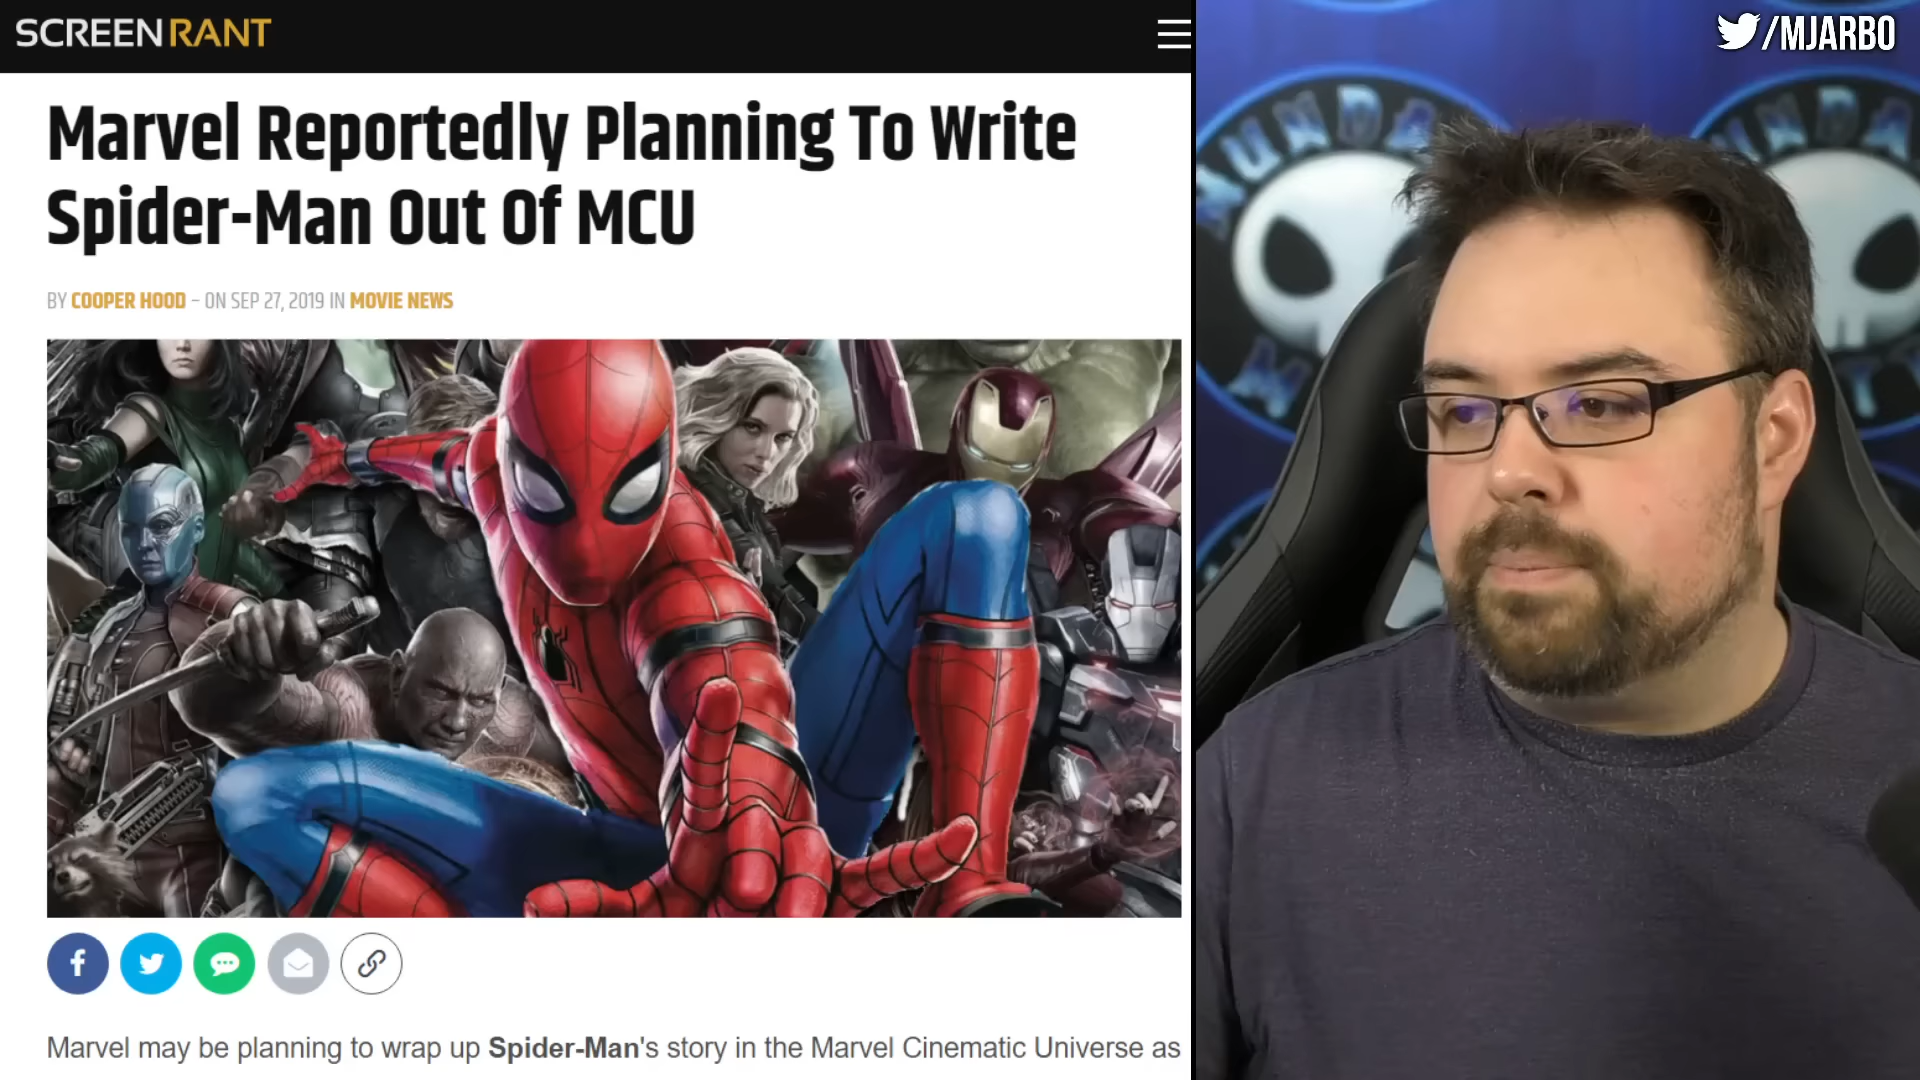 SCREENRANT
/MJARBO
Marvel Reportedly Planning To Write
Spider-Man Out Of MCU
BY COOPER HOOD – ON SEP 27, 2019 IN MOVIE NEWS
Marvel may be planning to wrap up Spider-Man's story in the Marvel Cinematic Universe as